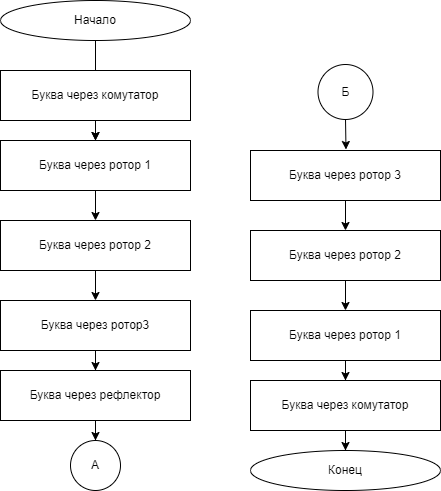 Начало
Буква через комутатор
Буква через ротор 1
Буква через ротор 2
Буква через ротор3
Буква через рефлектор
А
Б
Буква через ротор 3
Буква через ротор 2
Буква через ротор 1
Буква через комутатор
Конец